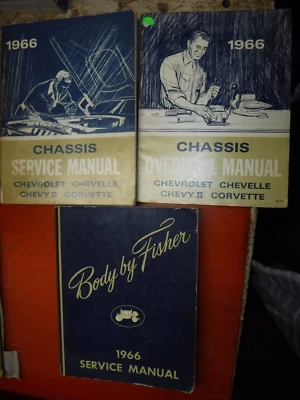 1966
CHASSIS
SERVICE MANUAL
CHEVROLET CHEVELLE
CHEVY II CORVETTE
1966
CHASSIS
OVERHAUL MANUAL
CHEVROLET CHEVELLE
CHEVY II CORVETTE
Body by Fisher
1966
SERVICE MANUAL